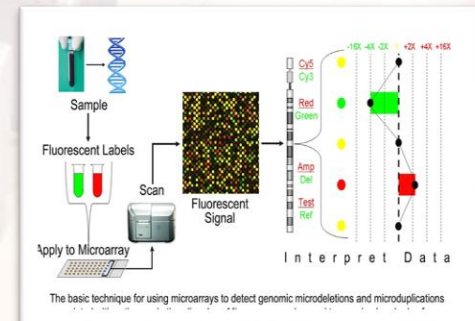 Sample
Fluorescent Labels
Apply to Microarray
Scan
Fluorescent
Signal
-16X -4X -2X +2X +4X +16X
Cy5
Cy3
Red
Green
Amp
Del
Test
Ref
Interpret Data
The basic technique for using microarrays to detect genomic microdeletions and microduplications